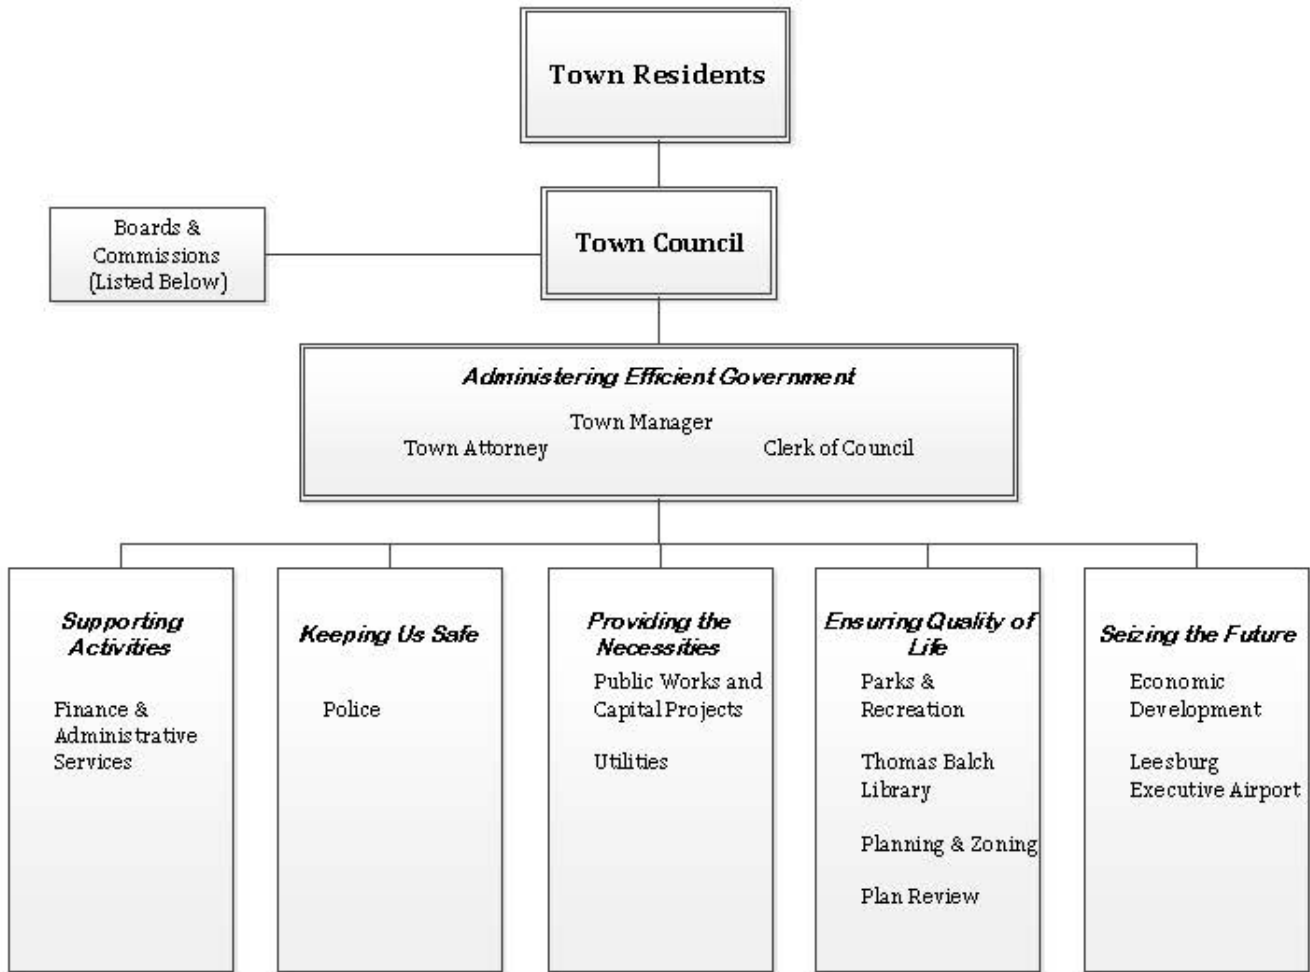 Town Residents
Boards &
Commissions
(Listed Below)
Town Council
Administering Efficient Government
Town Manager
Town Attorney
Clerk of Council
Supporting
Activities
Finance &
Administrative
Services
Keeping Us Safe
Police
Providing the
Necessities
Public Works and
Capital Projects
Utilities
Ensuring Quality of
Life
Parks &
Recreation
Thomas Balch
Library
Planning & Zoning
Plan Review
Seizing the Future
Economic
Development
Leesburg
Executive Airport